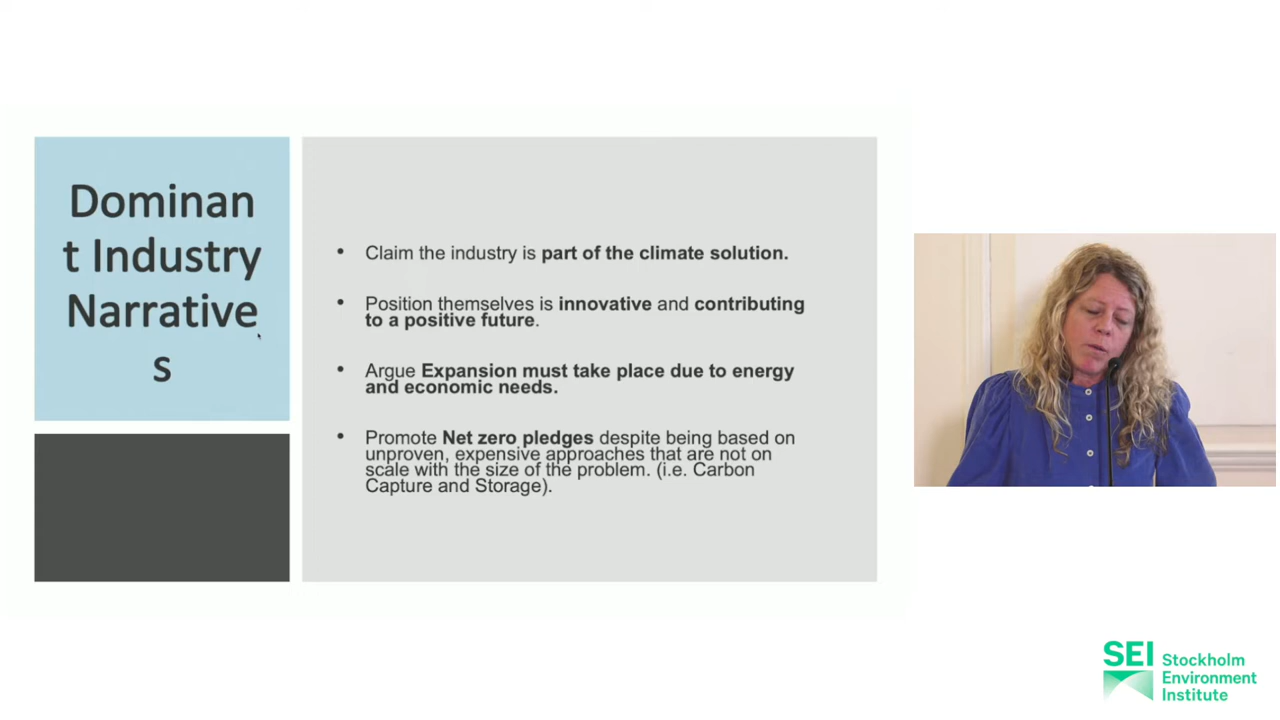 Dominan
t Industry
Narrative
s
• Claim the industry is part of the climate solution.
• Position themselves is innovative and contributing
to a positive future.
• Argue Expansion must take place due to energy
and economic needs.
• Promote Net zero pledges despite being based on
unproven, expensive approaches that are not on
scale with the size of the problem. (i.e. Carbon
Capture and Storage).
SEI Stockholm
Environment
Institute